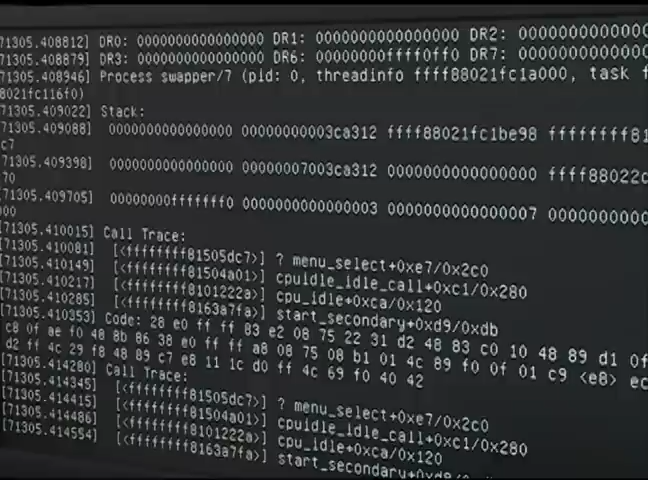 71305.408812] DR0: 0000000000000000 DR1: 0000000000000000 DR2: 000000000000
71305.408879] DR3: 0000000000000000 DR6: 00000000ffff0ff0 DR7: 000000000000
71305.408946] Process swapper/7 (pid: 0, threadinfo ffff88021fc1a000, task f
8021fc116f0)
71305.409022] Stack:
71305.409088]  0000000000000000 00000000003ca312 ffff88021fc1be98 ffffffff81
c7
71305.409398]  0000000000000000 00000007003ca312 0000000000000000 ffff88022c
70
71305.409705]  00000000fffffff0 0000000000000003 0000000000000007 0000000000
000
[71305.410015] Call Trace:
[71305.410081]  [<ffffffff81505dc7>] ? menu_select+0xe7/0x2c0
[71305.410149]  [<ffffffff81504a01>] cpuidle_idle_call+0xc1/0x280
[71305.410217]  [<ffffffff8101222a>] cpu_idle+0xca/0x120
[71305.410285]  [<ffffffff8163a7fa>] start_secondary+0xd9/0xdb
[71305.410353] Code: 28 e0 ff ff 83 e2 08 75 22 31 d2 48 83 c0 10 48 89 d1 0f
c8 0f ae f0 48 8b 86 38 e0 ff ff a8 08 75 08 b1 01 4c 89 f0 0f 01 c9 <e8> ec
d2 ff 4c 29 f8 48 89 c7 e8 11 1c d0 ff 4c 69 f0 40 42
[71305.414280] Call Trace:
[71305.414345]  [<ffffffff81505dc7>] ? menu_select+0xe7/0x2c0
[71305.414415]  [<ffffffff81504a01>] cpuidle_idle_call+0xc1/0x280
[71305.414486]  [<ffffffff8101222a>] cpu_idle+0xca/0x120
[71305.414554]  [<ffffffff8163a7fa>] start_secondary+0xd9/0